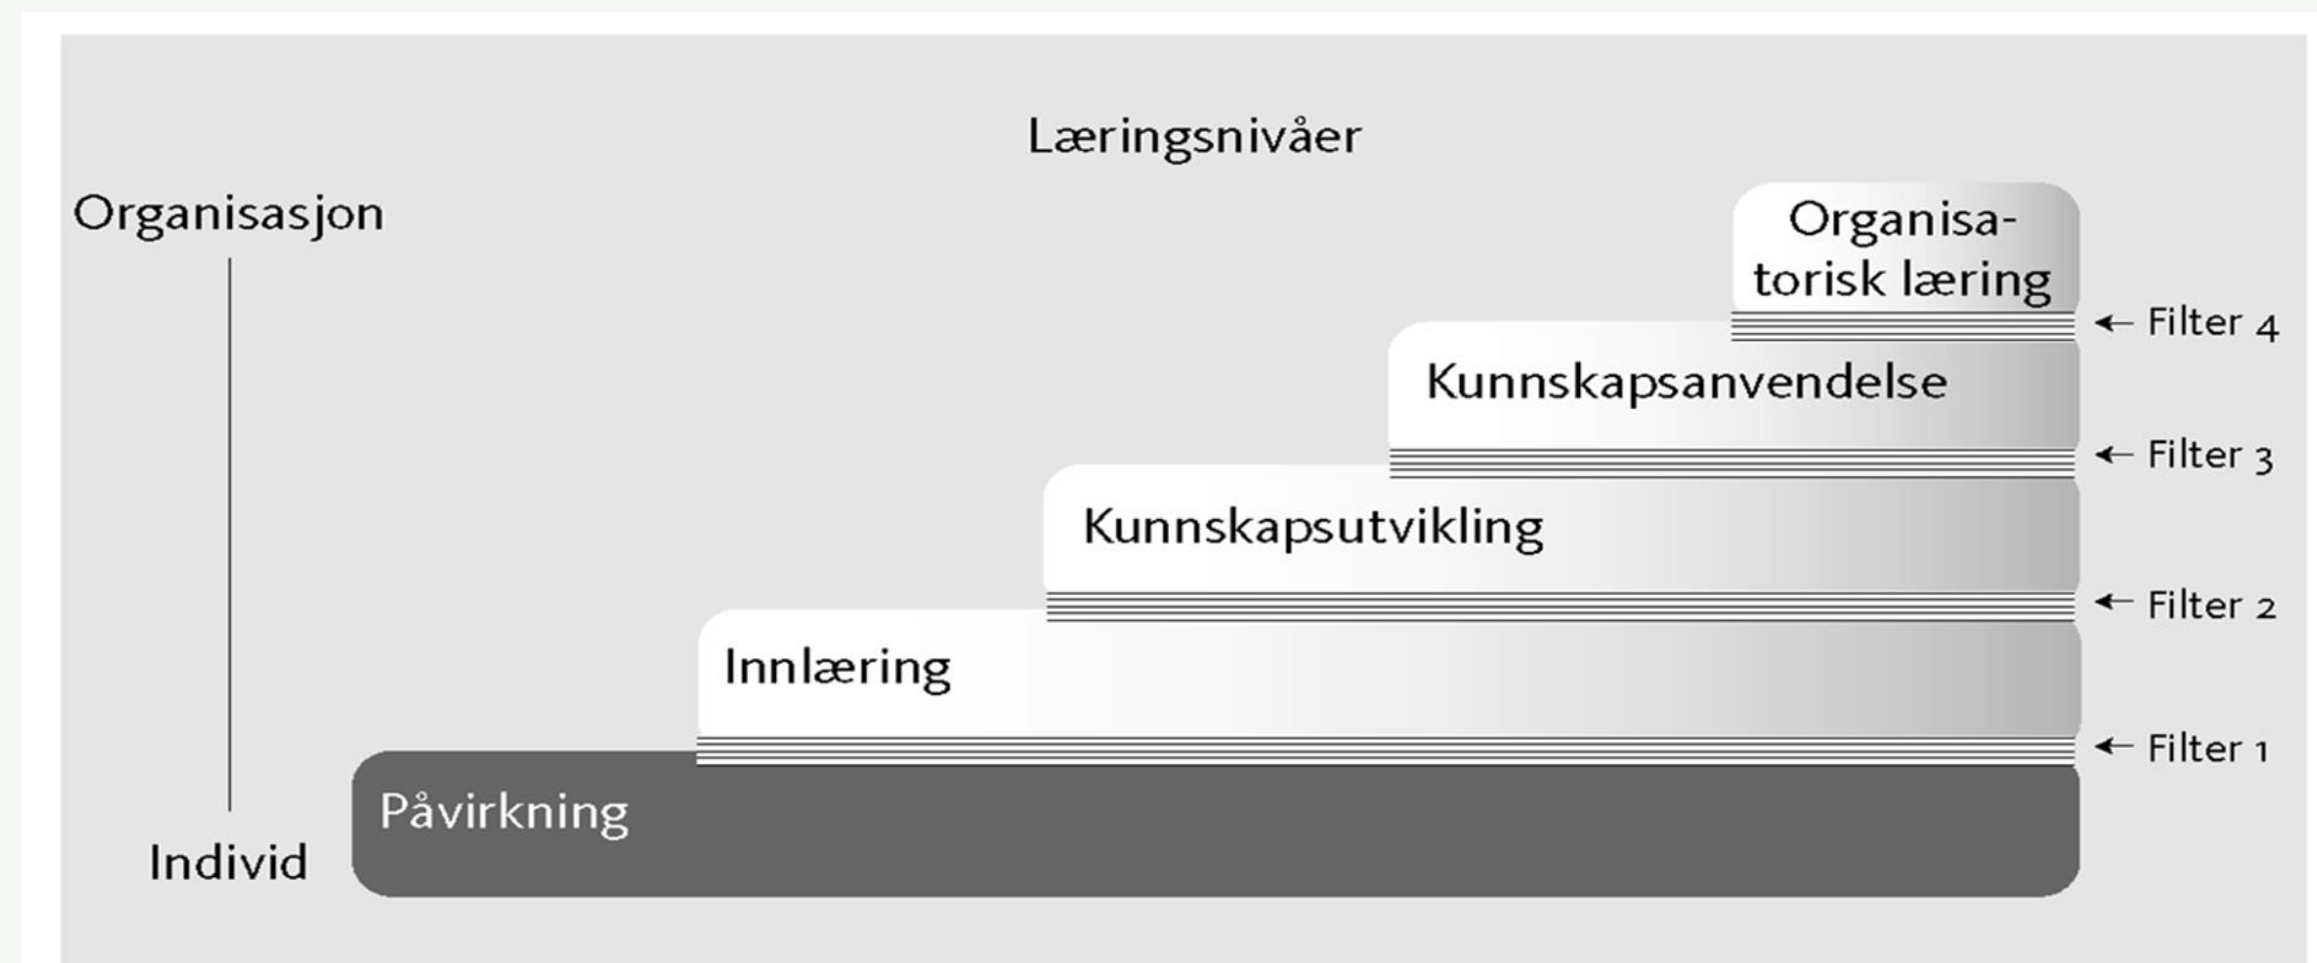 Læringsnivåer
Organisasjon
Organisa-
torisk læring
← Filter 4
Kunnskapsanvendelse
← Filter 3
Kunnskapsutvikling
← Filter 2
Innlæring
← Filter 1
Påvirkning
Individ